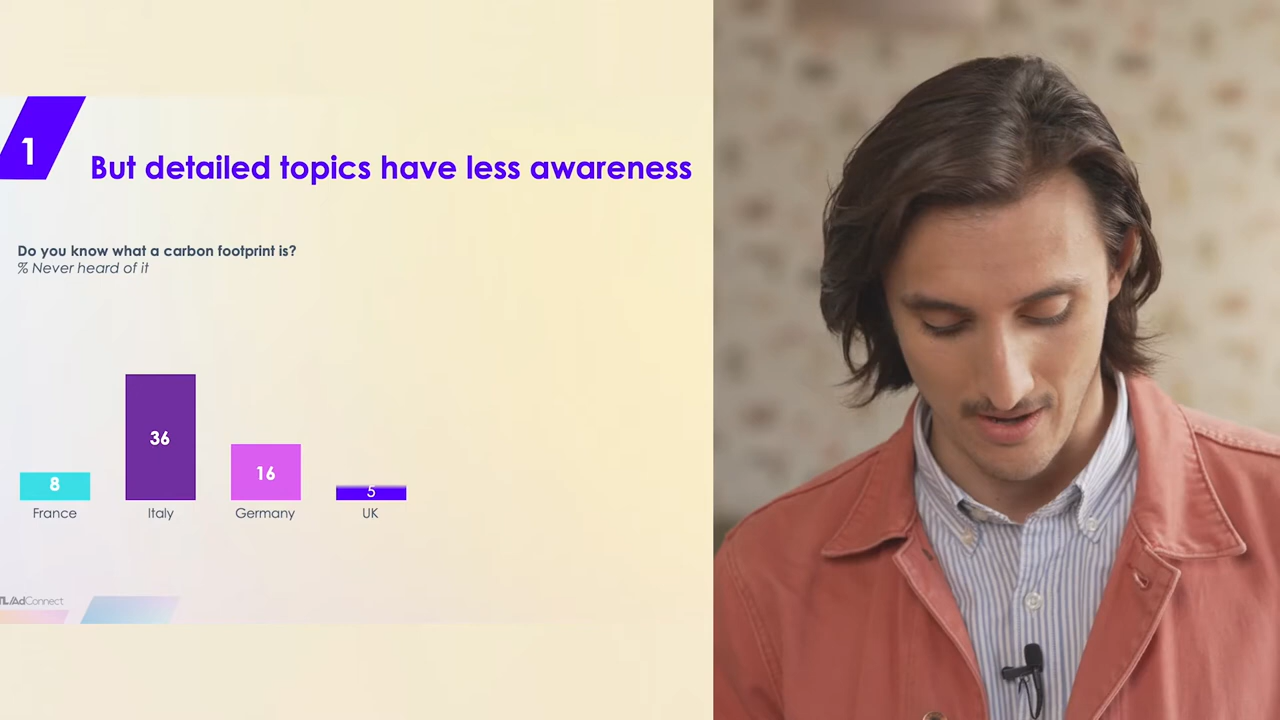 1
But detailed topics have less awareness
Do you know what a carbon footprint is?
% Never heard of it
36
16
8
5
France
Italy
Germany
UK
AdConnect